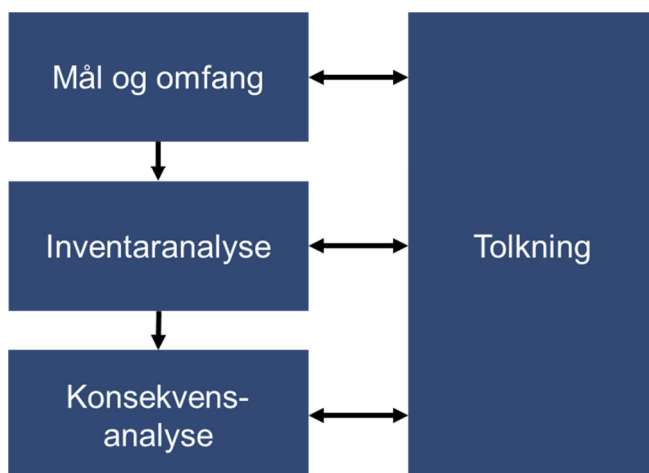 Mål og omfang
Inventaranalyse
Tolkning
Konsekvens-
analyse